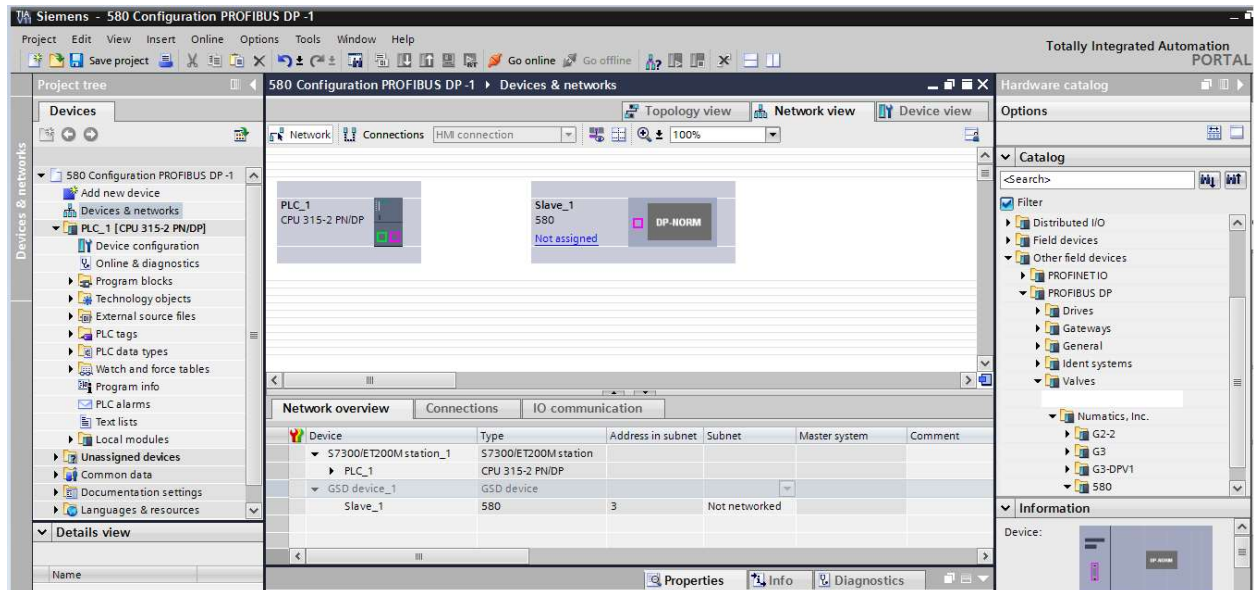 Siemens - 580 Configuration PROFIBUS DP -1
Project Edit View Insert Online Options Tools Window Help
Totally Integrated Automation
PORTAL
Save project Go online Go offline
Project tree
Devices
Devices & networks
580 Configuration PROFIBUS DP -1
Add new device
Devices & networks
PLC_1 [CPU 315-2 PN/DP]
Device configuration
Online & diagnostics
Program blocks
Technology objects
External source files
PLC tags
PLC data types
Watch and force tables
Program info
PLC alarms
Text lists
Local modules
Unassigned devices
Common data
Documentation settings
Languages & resources
Details view
Name
580 Configuration PROFIBUS DP -1 Devices & networks
Topology view Network view Device view
Network Connections HMI connection 100%
PLC_1
CPU 315-2 PN/DP
Slave_1
580
Not assigned
DP-NORM
Network overview Connections IO communication
Device Type Address in subnet Subnet Master system Comment
S7300/ET200M station_1 S7300/ET200M station
PLC_1 CPU 315-2 PN/DP
GSD device_1 GSD device
Slave_1 580 3 Not networked
Properties Info Diagnostics
Hardware catalog
Options
Catalog
<Search>
Filter
Distributed I/O
Field devices
Other field devices
PROFINET IO
PROFIBUS DP
Drives
Gateways
General
Ident systems
Valves
Numatics, Inc.
G2-2
G3
G3-DPV1
580
Information
Device: